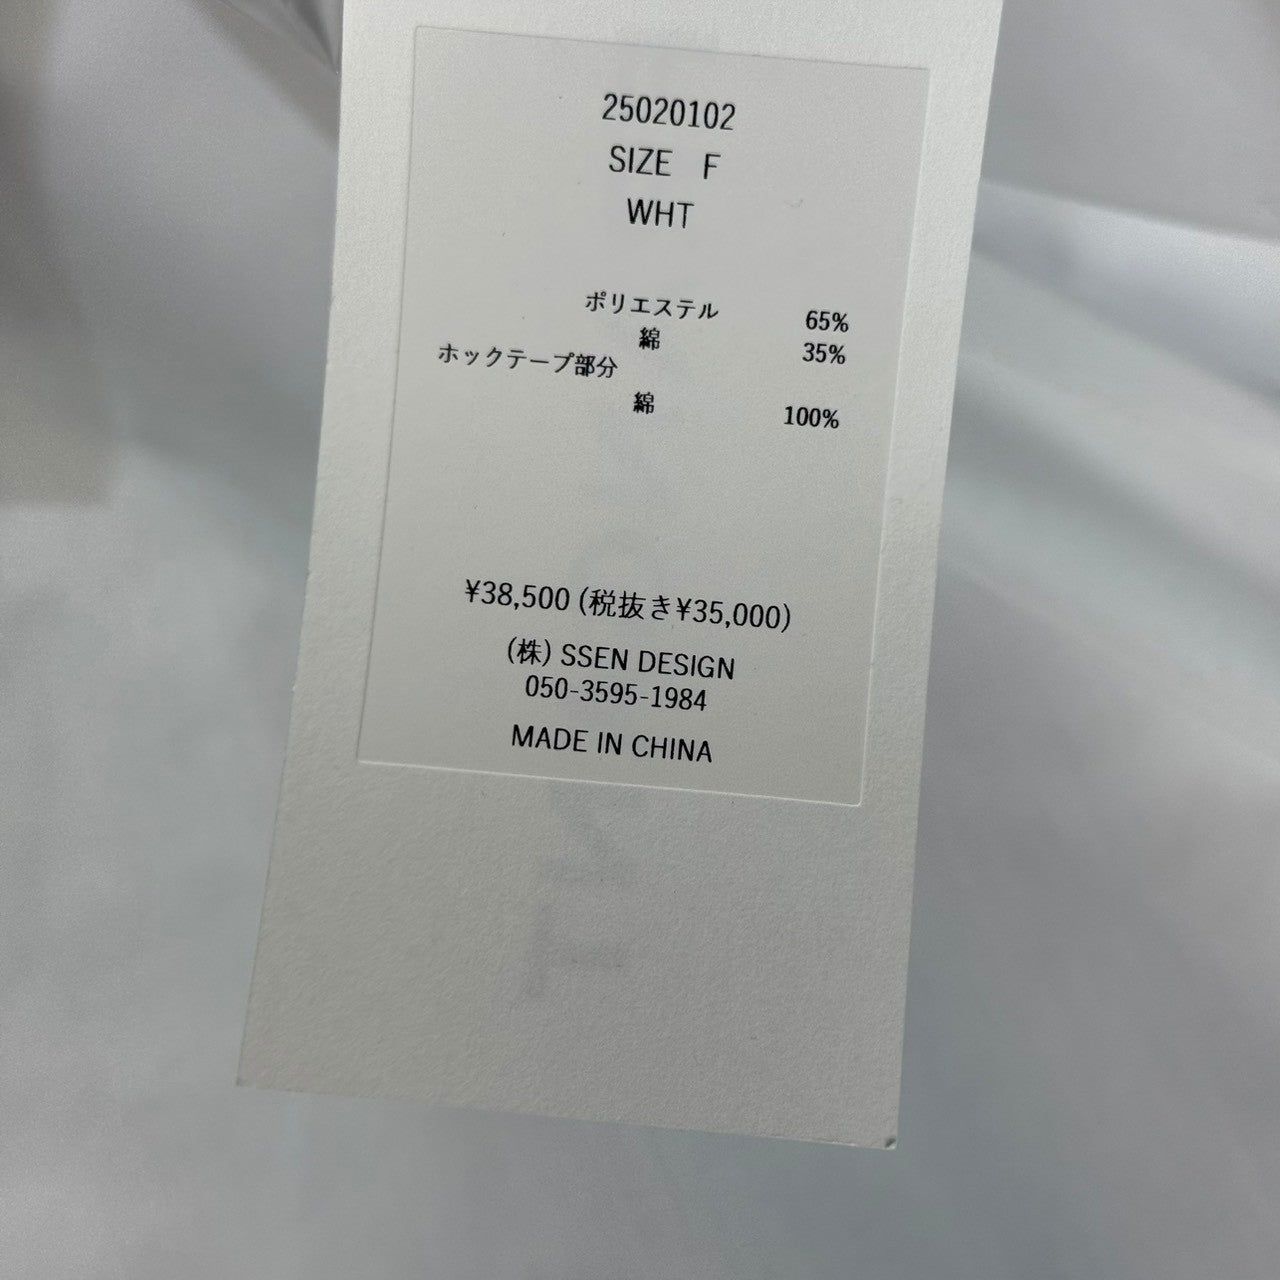 25020102
SIZE F
WHT
ポリエステル 65%
綿 35%
ホックテープ部分
綿 100%
¥38,500 (税抜き¥35,000)
(株) SSEN DESIGN
050-3595-1984
MADE IN CHINA